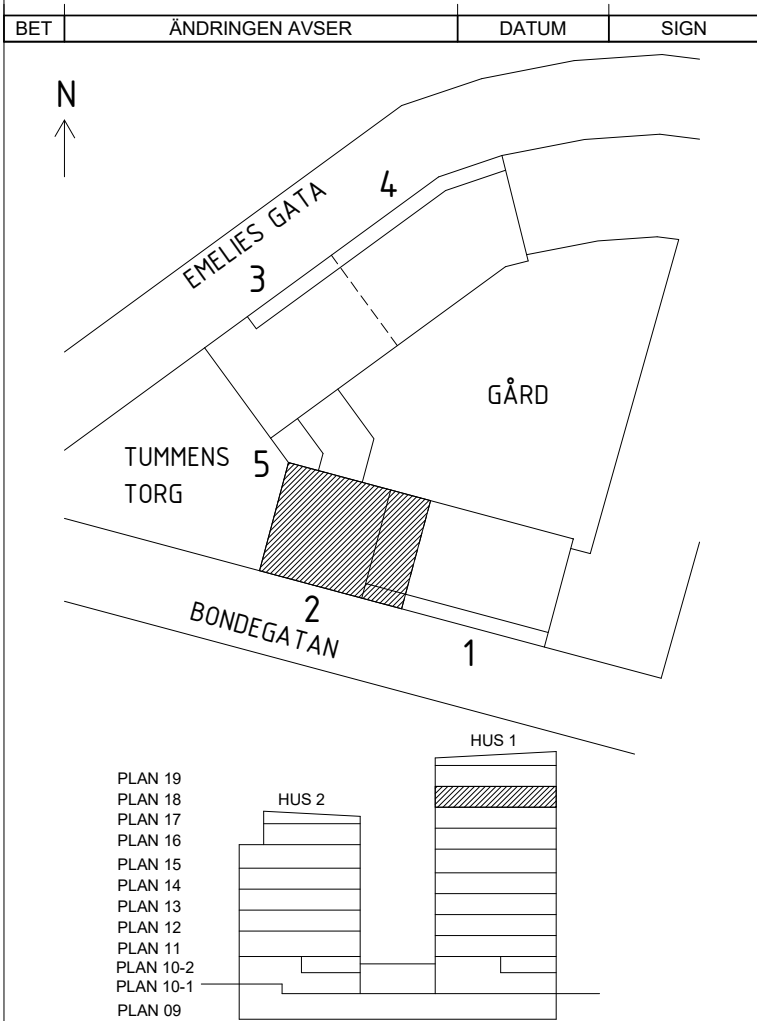 BET ÄNDRINGEN AVSER DATUM SIGN
N
4
EMELIES GATA
3
GÅRD
TUMMENS
TORG
5
2
BONDEGATAN
1
HUS 1
PLAN 19
PLAN 18
HUS 2
PLAN 17
PLAN 16
PLAN 15
PLAN 14
PLAN 13
PLAN 12
PLAN 11
PLAN 10-2
PLAN 10-1
PLAN 09